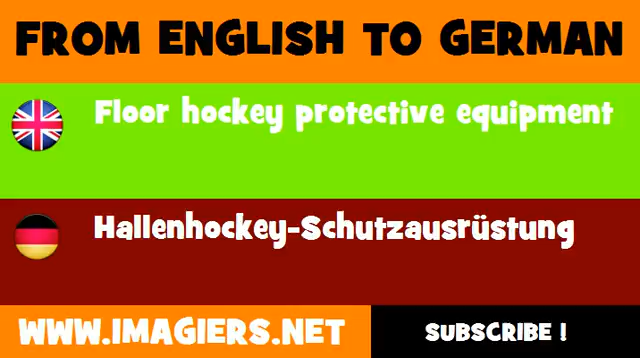 FROM ENGLISH TO GERMAN
Floor hockey protective equipment
Hallenhockey-Schutzausrüstung
WWW.IMAGIERS.NET
SUBSCRIBE !